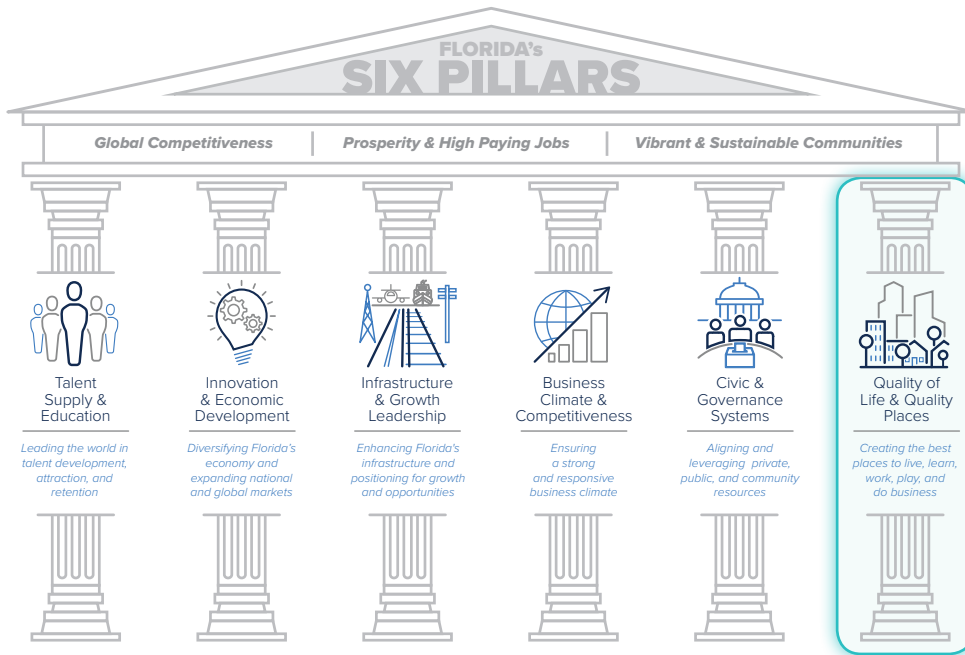 FLORIDA's
SIX PILLARS
Global Competitiveness
Prosperity & High Paying Jobs
Vibrant & Sustainable Communities
Talent
Supply &
Education
Leading the world in
talent development,
attraction, and
retention
Innovation
& Economic
Development
Diversifying Florida's
economy and
expanding national
and global markets
Infrastructure
& Growth
Leadership
Enhancing Florida's
infrastructure and
positioning for growth
and opportunities
Business
Climate &
Competitiveness
Ensuring
a strong
and responsive
business climate
Civic &
Governance
Systems
Aligning and
leveraging private,
public, and community
resources
Quality of
Life & Quality
Places
Creating the best
places to live, learn,
work, play, and
do business